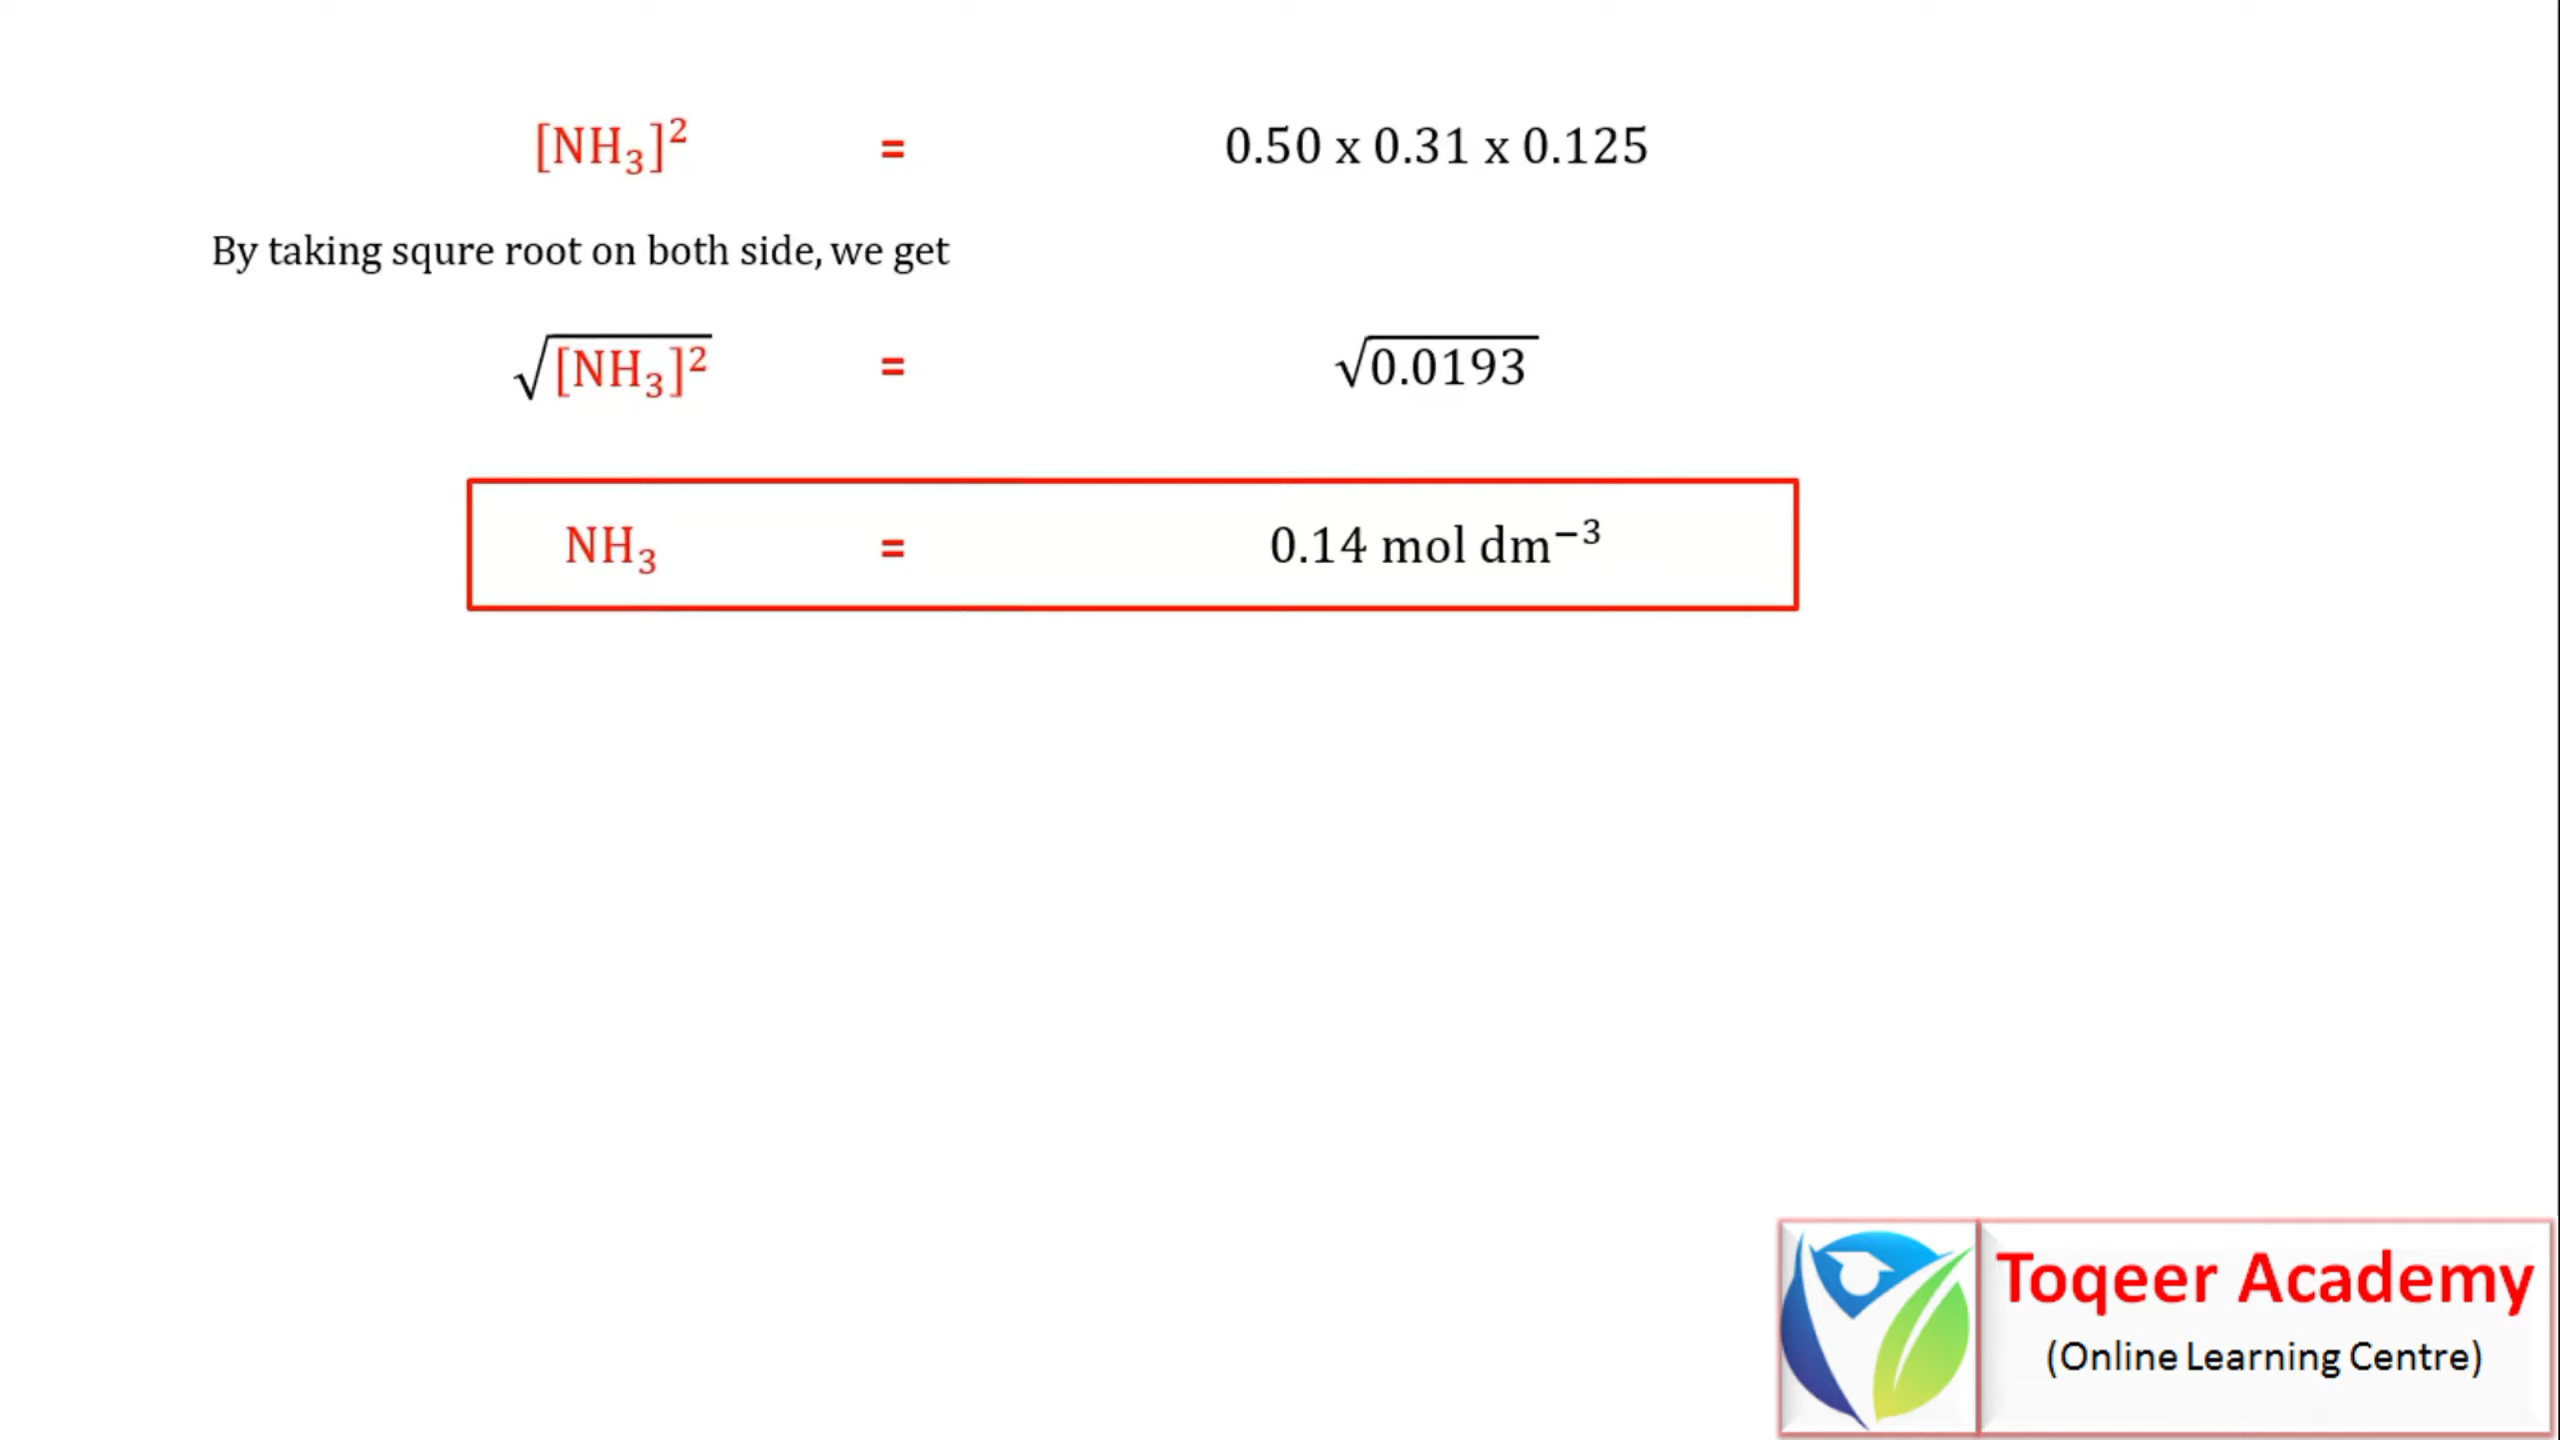 [NH₃]² = 0.50 x 0.31 x 0.125
By taking squre root on both side, we get
√[NH₃]² = √0.0193
NH₃ = 0.14 mol dm⁻³
Toqeer Academy
(Online Learning Centre)